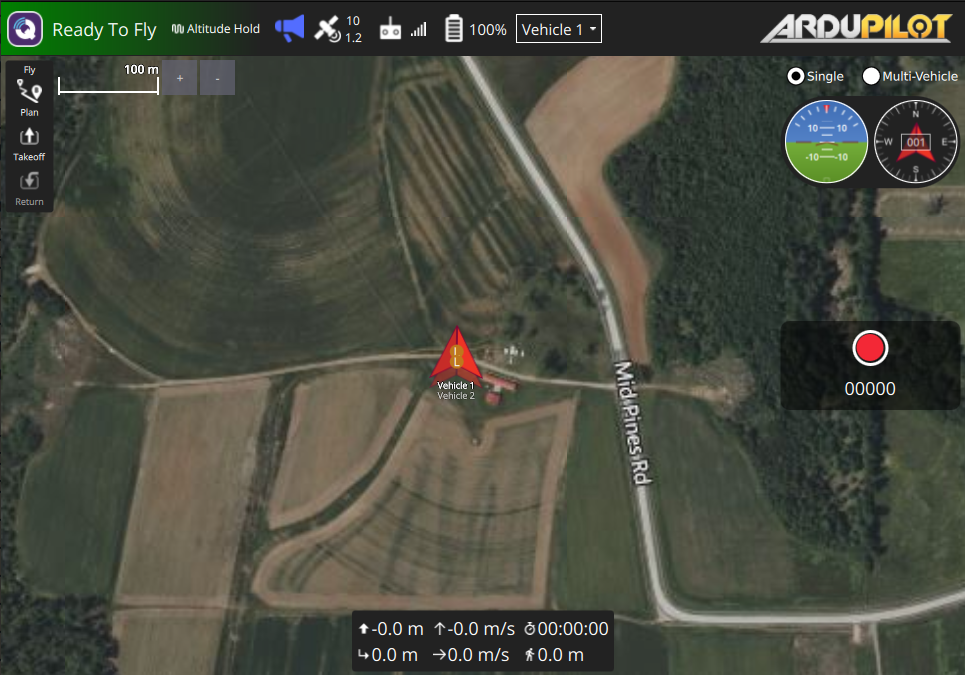 Ready To Fly
Altitude Hold
10
1.2
100%
Vehicle 1
ARDUPILOT
Fly
Plan
Takeoff
Return
100 m
+
-
Single
Multi-Vehicle
10 10
-10 -10
N
W 001 E
S
I
L
Vehicle 1
Vehicle 2
Mid Pines Rd
00000
-0.0 m -0.0 m/s 00:00:00
0.0 m 0.0 m/s 0.0 m